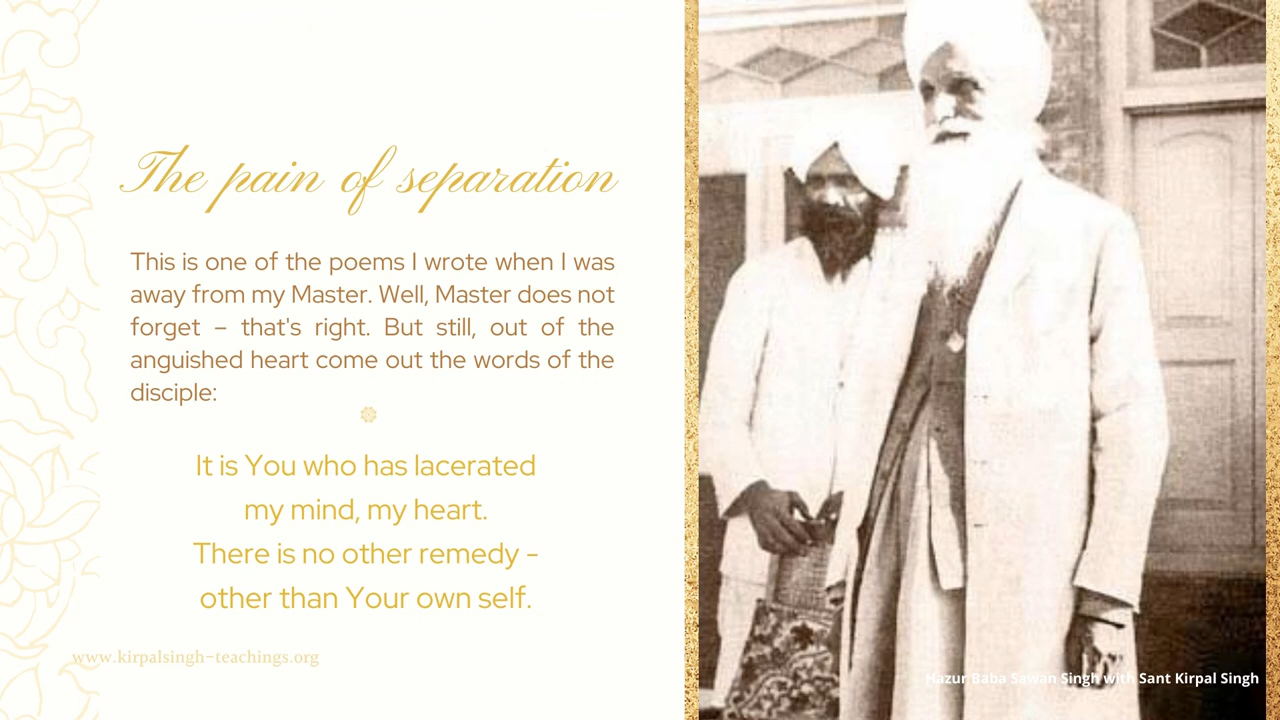 The pain of separation
This is one of the poems I wrote when I was
away from my Master. Well, Master does not
forget – that's right. But still, out of the
anguished heart come out the words of the
disciple:
It is You who has lacerated
my mind, my heart.
There is no other remedy -
other than Your own self.
www.kirpalsingh-teachings.org
Hazur Baba Sawan Singh with Sant Kirpal Singh